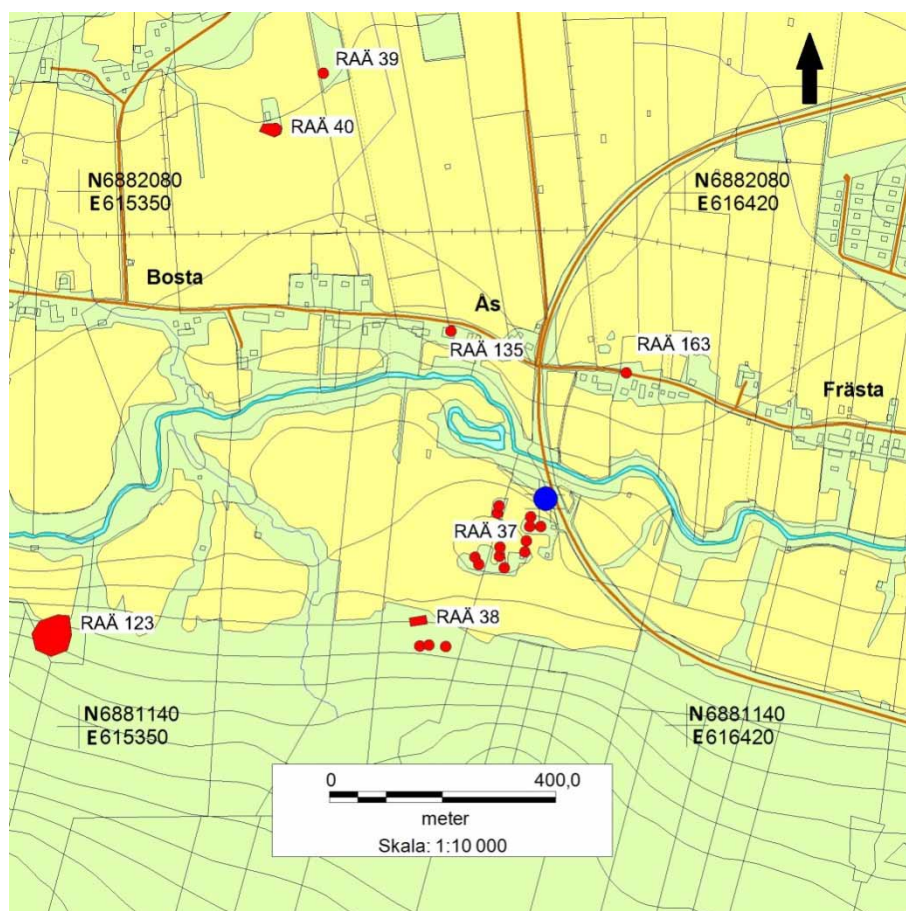 RAÄ 39
RAÄ 40
N6882080
E615350
N6882080
E616420
Bosta
Ås
RAÄ 135
RAÄ 163
Frästa
RAÄ 37
RAÄ 123
RAÄ 38
N6881140
E615350
N6881140
E616420
0 400,0
meter
Skala: 1:10 000